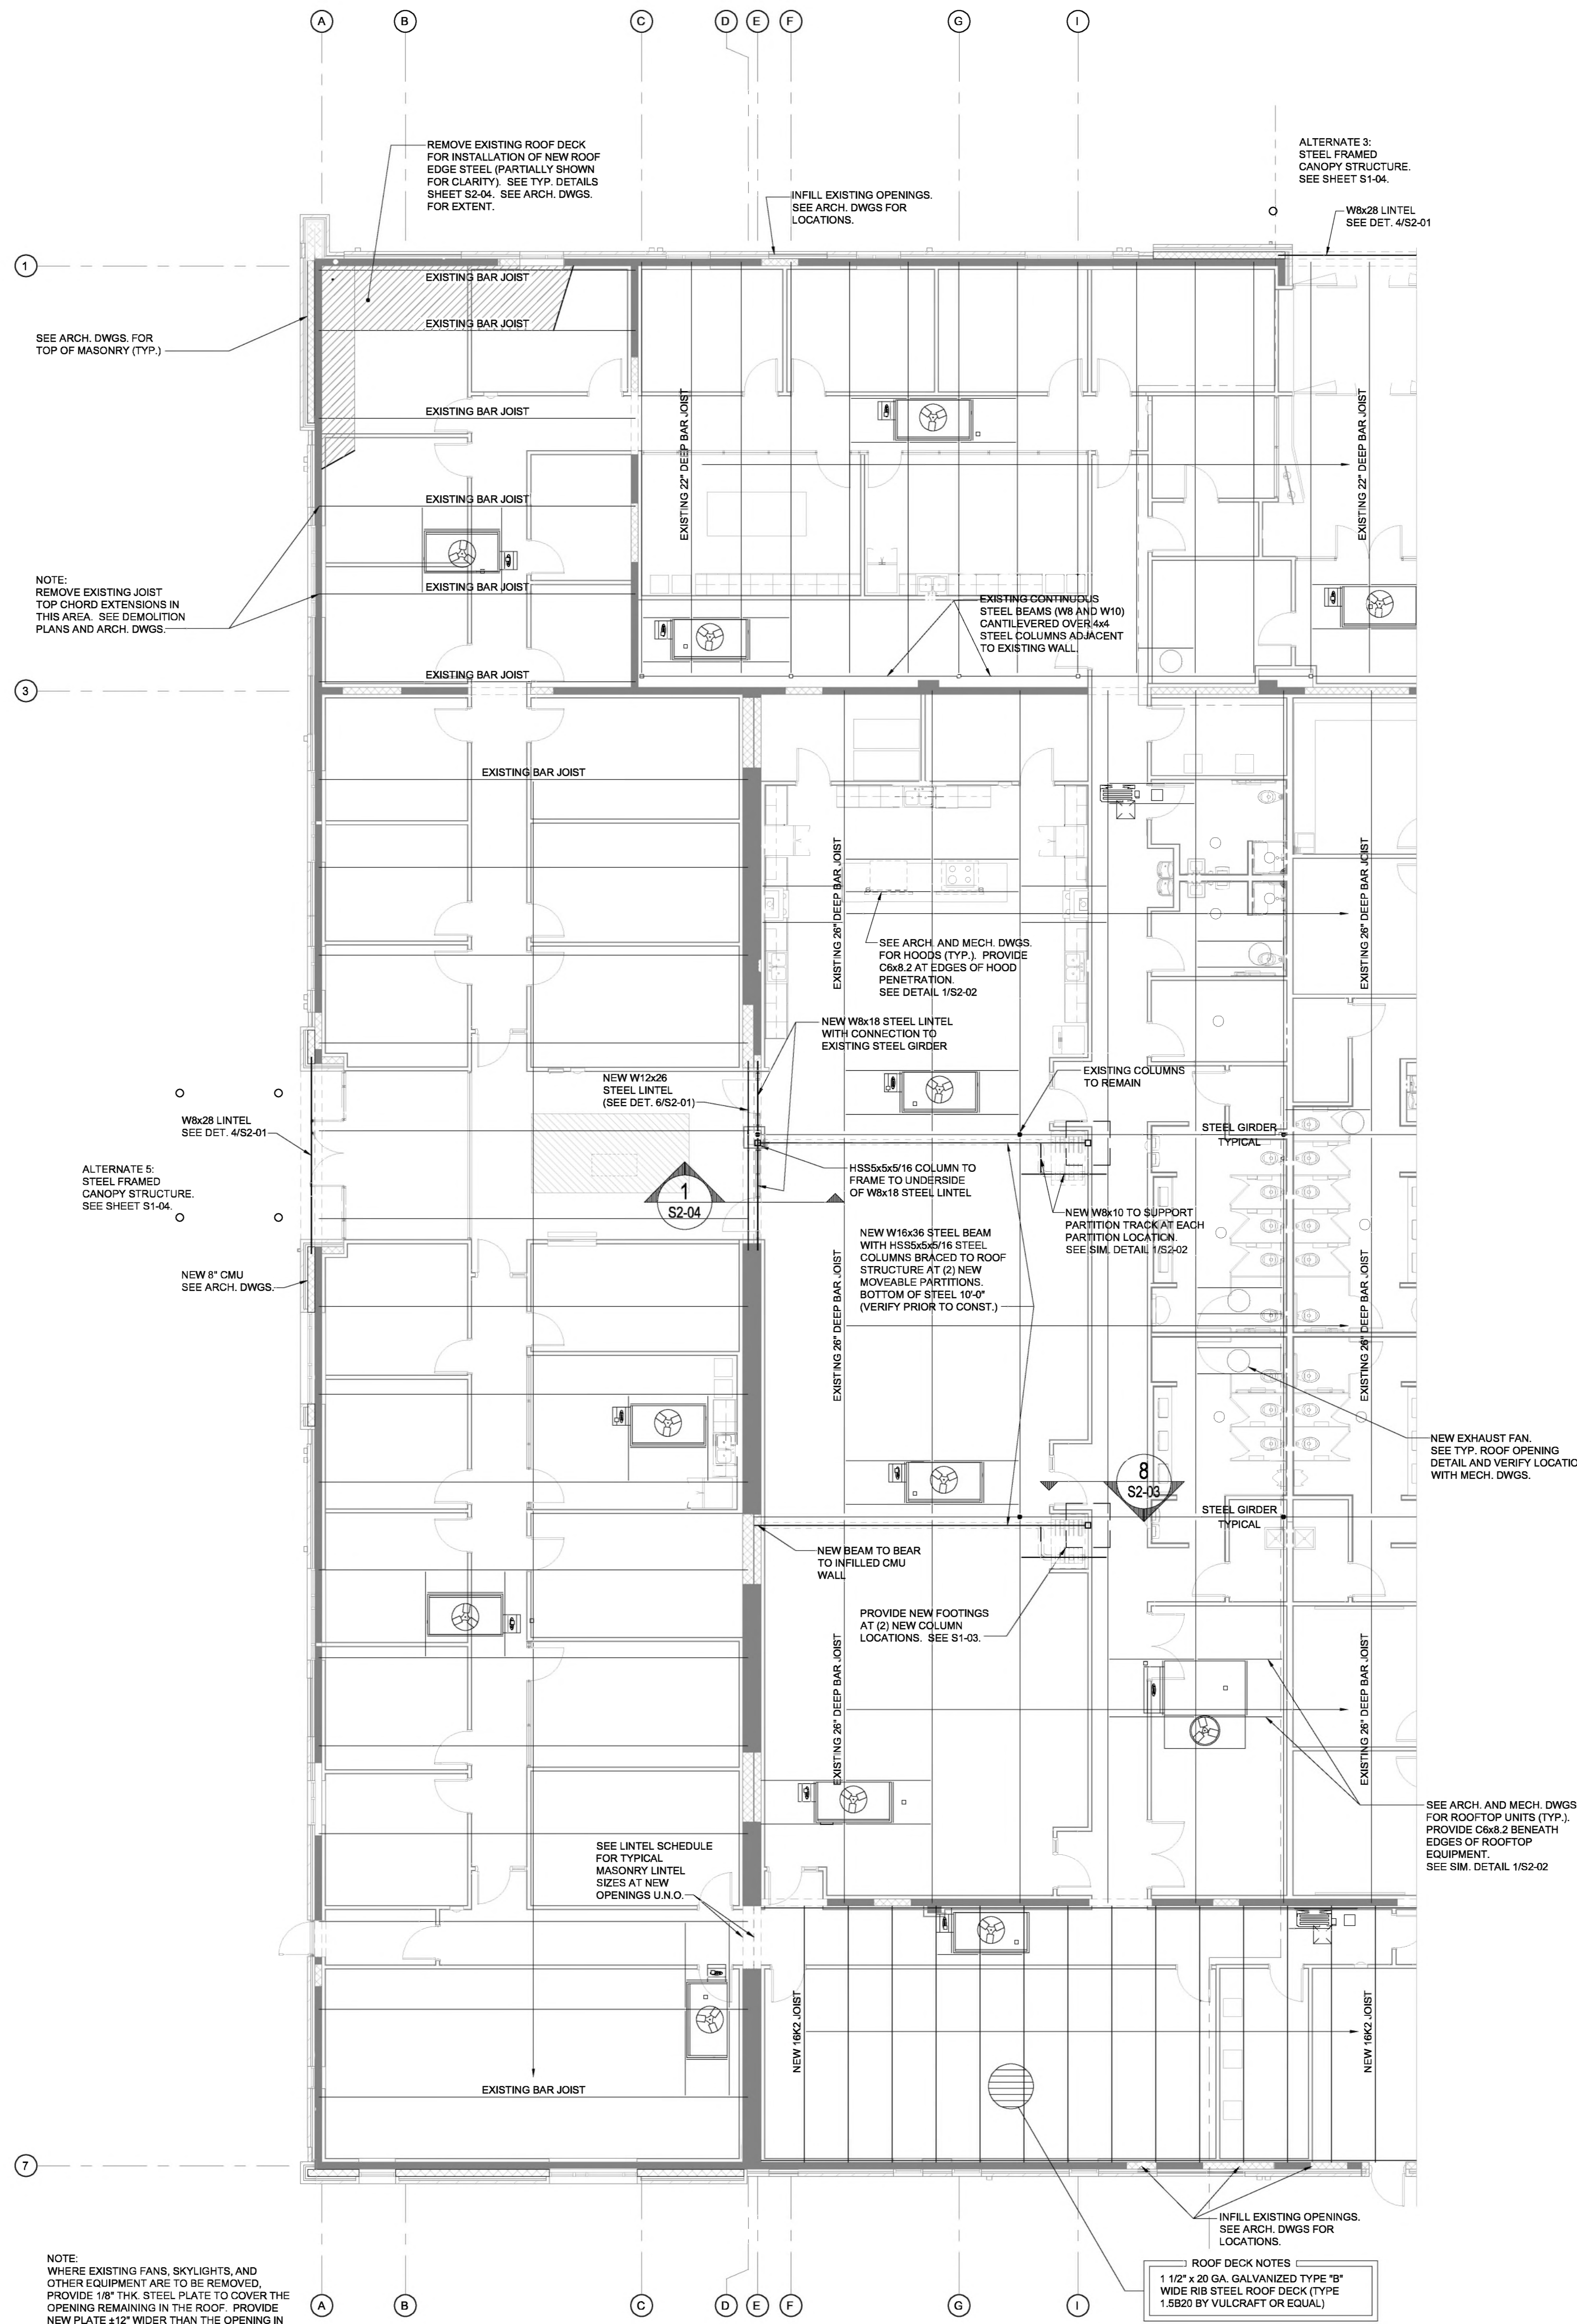 A B C D E F G I
REMOVE EXISTING ROOF DECK
FOR INSTALLATION OF NEW ROOF
EDGE STEEL (PARTIALLY SHOWN
FOR CLARITY). SEE TYP. DETAILS
SHEET S2-04. SEE ARCH. DWGS.
FOR EXTENT.
INFILL EXISTING OPENINGS.
SEE ARCH. DWGS FOR
LOCATIONS.
ALTERNATE 3:
STEEL FRAMED
CANOPY STRUCTURE.
SEE SHEET S1-04.
W8x28 LINTEL
SEE DET. 4/S2-01
1
EXISTING BAR JOIST
EXISTING BAR JOIST
SEE ARCH. DWGS. FOR
TOP OF MASONRY (TYP.)
EXISTING BAR JOIST
EXISTING 22" DEEP BAR JOIST
EXISTING 22" DEEP BAR JOIST
EXISTING BAR JOIST
NOTE:
REMOVE EXISTING JOIST
TOP CHORD EXTENSIONS IN
THIS AREA. SEE DEMOLITION
PLANS AND ARCH. DWGS.
EXISTING BAR JOIST
EXISTING CONTINUOUS
STEEL BEAMS (W8 AND W10)
CANTILEVERED OVER 4x4
STEEL COLUMNS ADJACENT
TO EXISTING WALL.
EXISTING BAR JOIST
3
EXISTING BAR JOIST
EXISTING 26" DEEP BAR JOIST
EXISTING 26" DEEP BAR JOIST
SEE ARCH. AND MECH. DWGS.
FOR HOODS (TYP.). PROVIDE
C6x8.2 AT EDGES OF HOOD
PENETRATION.
SEE DETAIL 1/S2-02
NEW W8x18 STEEL LINTEL
WITH CONNECTION TO
EXISTING STEEL GIRDER
NEW W12x26
STEEL LINTEL
(SEE DET. 6/S2-01)
EXISTING COLUMNS
TO REMAIN
W8x28 LINTEL
SEE DET. 4/S2-01
STEEL GIRDER
TYPICAL
ALTERNATE 5:
STEEL FRAMED
CANOPY STRUCTURE.
SEE SHEET S1-04.
HSS5x5x5/16 COLUMN TO
FRAME TO UNDERSIDE
OF W8x18 STEEL LINTEL
1
S2-04
NEW W8x10 TO SUPPORT
PARTITION TRACK AT EACH
PARTITION LOCATION.
SEE SIM. DETAIL 1/S2-02
NEW W16x36 STEEL BEAM
WITH HSS5x5x5/16 STEEL
COLUMNS BRACED TO ROOF
STRUCTURE AT (2) NEW
MOVEABLE PARTITIONS.
BOTTOM OF STEEL 10'-0"
(VERIFY PRIOR TO CONST.)
NEW 8" CMU
SEE ARCH. DWGS.
EXISTING 26" DEEP BAR JOIST
EXISTING 26" DEEP BAR JOIST
NEW EXHAUST FAN.
SEE TYP. ROOF OPENING
DETAIL AND VERIFY LOCATIO
WITH MECH. DWGS.
8
S2-03
STEEL GIRDER
TYPICAL
NEW BEAM TO BEAR
TO INFILLED CMU
WALL
PROVIDE NEW FOOTINGS
AT (2) NEW COLUMN
LOCATIONS. SEE S1-03.
EXISTING 26" DEEP BAR JOIST
EXISTING 26" DEEP BAR JOIST
SEE ARCH. AND MECH. DWGS
FOR ROOFTOP UNITS (TYP.).
PROVIDE C6x8.2 BENEATH
EDGES OF ROOFTOP
EQUIPMENT.
SEE SIM. DETAIL 1/S2-02
SEE LINTEL SCHEDULE
FOR TYPICAL
MASONRY LINTEL
SIZES AT NEW
OPENINGS U.N.O.
NEW 16K2 JOIST
NEW 16K2 JOIST
EXISTING BAR JOIST
7
INFILL EXISTING OPENINGS.
SEE ARCH. DWGS FOR
LOCATIONS.
NOTE:
WHERE EXISTING FANS, SKYLIGHTS, AND
OTHER EQUIPMENT ARE TO BE REMOVED,
PROVIDE 1/8" THK. STEEL PLATE TO COVER THE
OPENING REMAINING IN THE ROOF. PROVIDE
NEW PLATE ±12" WIDER THAN THE OPENING IN
ROOF DECK NOTES
1 1/2" x 20 GA. GALVANIZED TYPE "B"
WIDE RIB STEEL ROOF DECK (TYPE
1.5B20 BY VULCRAFT OR EQUAL)
A B C D E F G I